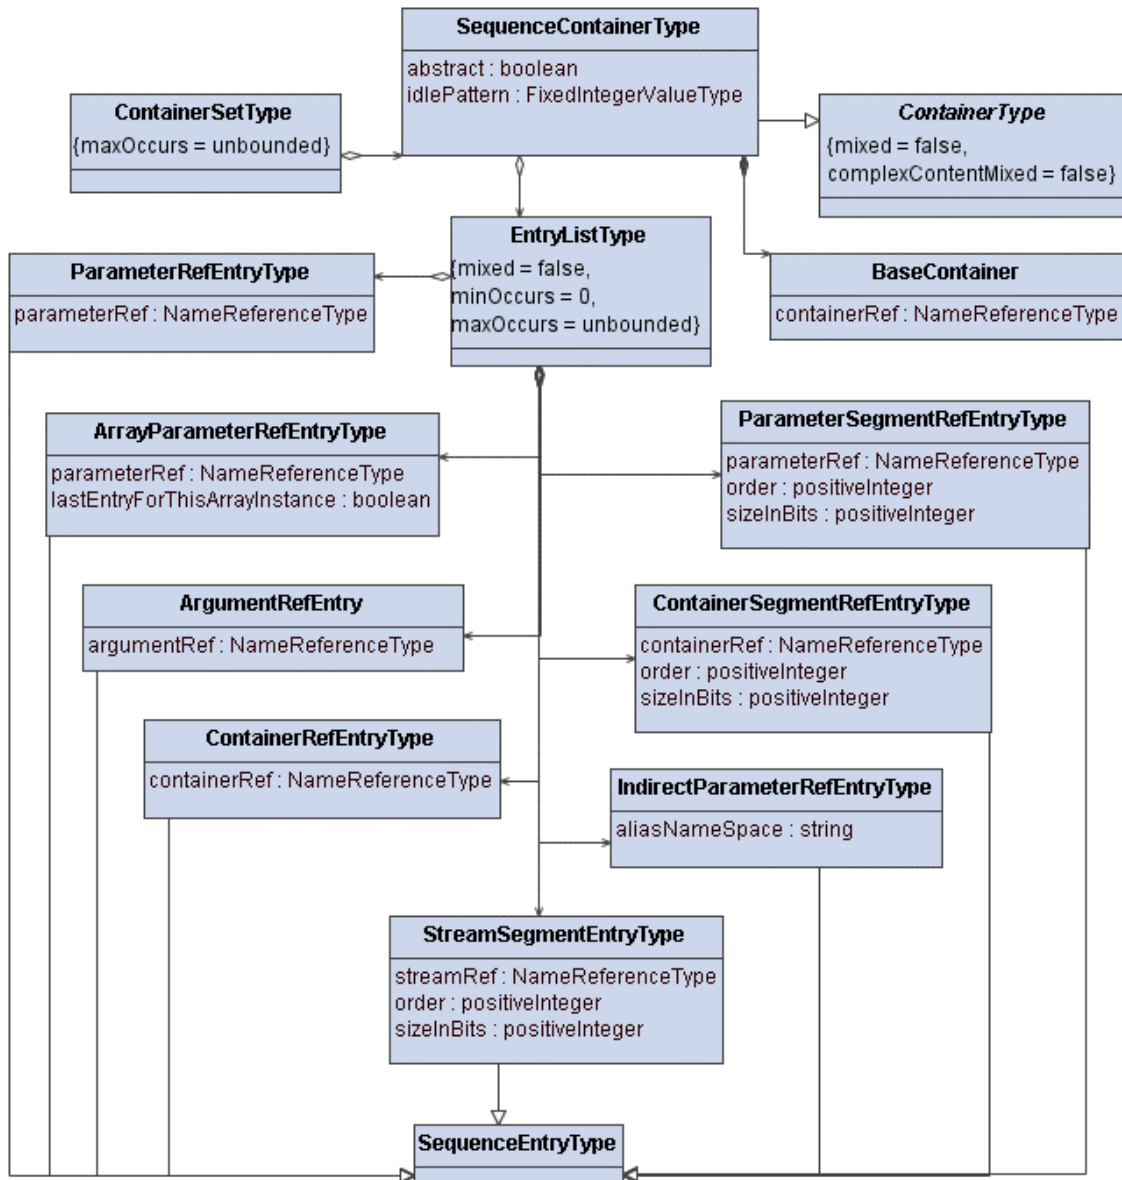 SequenceContainerType
abstract : boolean
idlePattern : FixedIntegerValueType
ContainerSetType
{maxOccurs = unbounded}
ContainerType
{mixed = false,
complexContentMixed = false}
EntryListType
{mixed = false,
minOccurs = 0,
maxOccurs = unbounded}
ParameterRefEntryType
parameterRef : NameReferenceType
BaseContainer
containerRef : NameReferenceType
ArrayParameterRefEntryType
parameterRef : NameReferenceType
lastEntryForThisArrayInstance : boolean
ParameterSegmentRefEntryType
parameterRef : NameReferenceType
order : positiveInteger
sizeInBits : positiveInteger
ArgumentRefEntry
argumentRef : NameReferenceType
ContainerSegmentRefEntryType
containerRef : NameReferenceType
order : positiveInteger
sizeInBits : positiveInteger
ContainerRefEntryType
containerRef : NameReferenceType
IndirectParameterRefEntryType
aliasNameSpace : string
StreamSegmentEntryType
streamRef : NameReferenceType
order : positiveInteger
sizeInBits : positiveInteger
SequenceEntryType